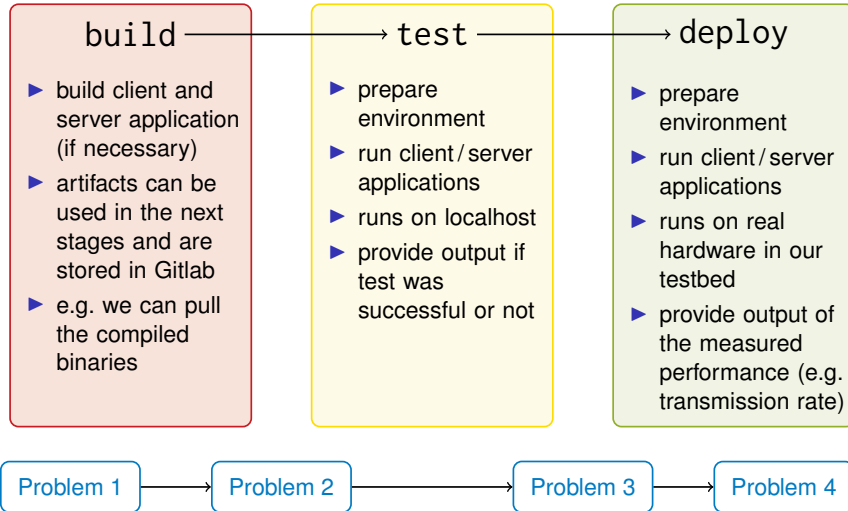 build
▶ build client and
server application
(if necessary)
▶ artifacts can be
used in the next
stages and are
stored in Gitlab
▶ e.g. we can pull
the compiled
binaries
test
▶ prepare
environment
▶ run client / server
applications
▶ runs on localhost
▶ provide output if
test was
successful or not
deploy
▶ prepare
environment
▶ run client / server
applications
▶ runs on real
hardware in our
testbed
▶ provide output of
the measured
performance (e.g.
transmission rate)
Problem 1
Problem 2
Problem 3
Problem 4